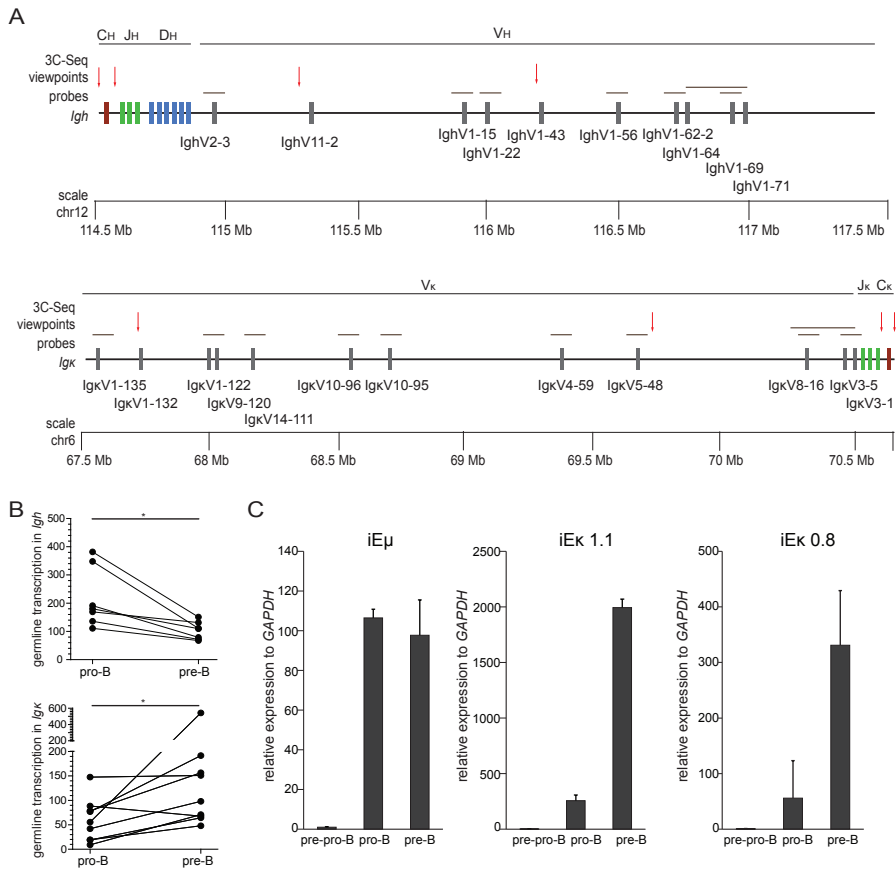 A
CH JH DH VH
3C-Seq
viewpoints
probes
Igh
IghV2-3 IghV11-2 IghV1-15 IghV1-43 IghV1-56 IghV1-62-2
IghV1-22 IghV1-64
IghV1-69
IghV1-71
scale
chr12
114.5 Mb 115 Mb 115.5 Mb 116 Mb 116.5 Mb 117 Mb 117.5 Mb
Vκ Jκ Cκ
3C-Seq
viewpoints
probes
Igκ
IgκV1-135 IgκV1-122 IgκV10-96 IgκV10-95 IgκV4-59 IgκV5-48 IgκV8-16 IgκV3-5
IgκV1-132 IgκV9-120 IgκV3-1
IgκV14-111
scale
chr6
67.5 Mb 68 Mb 68.5 Mb 69 Mb 69.5 Mb 70 Mb 70.5 Mb
B
germline transcription in Igh
500
400
300
200
100
0
*
pro-B pre-B
germline transcription in Igκ
600
400
200
200
150
100
50
0
*
pro-B pre-B
C
iEμ
relative expression to GAPDH
140
120
100
80
60
40
20
0
pre-pro-B pro-B pre-B
iEκ 1.1
relative expression to GAPDH
2500
2000
1500
500
250
0
pre-pro-B pro-B pre-B
iEκ 0.8
relative expression to GAPDH
500
400
300
200
100
0
pre-pro-B pro-B pre-B